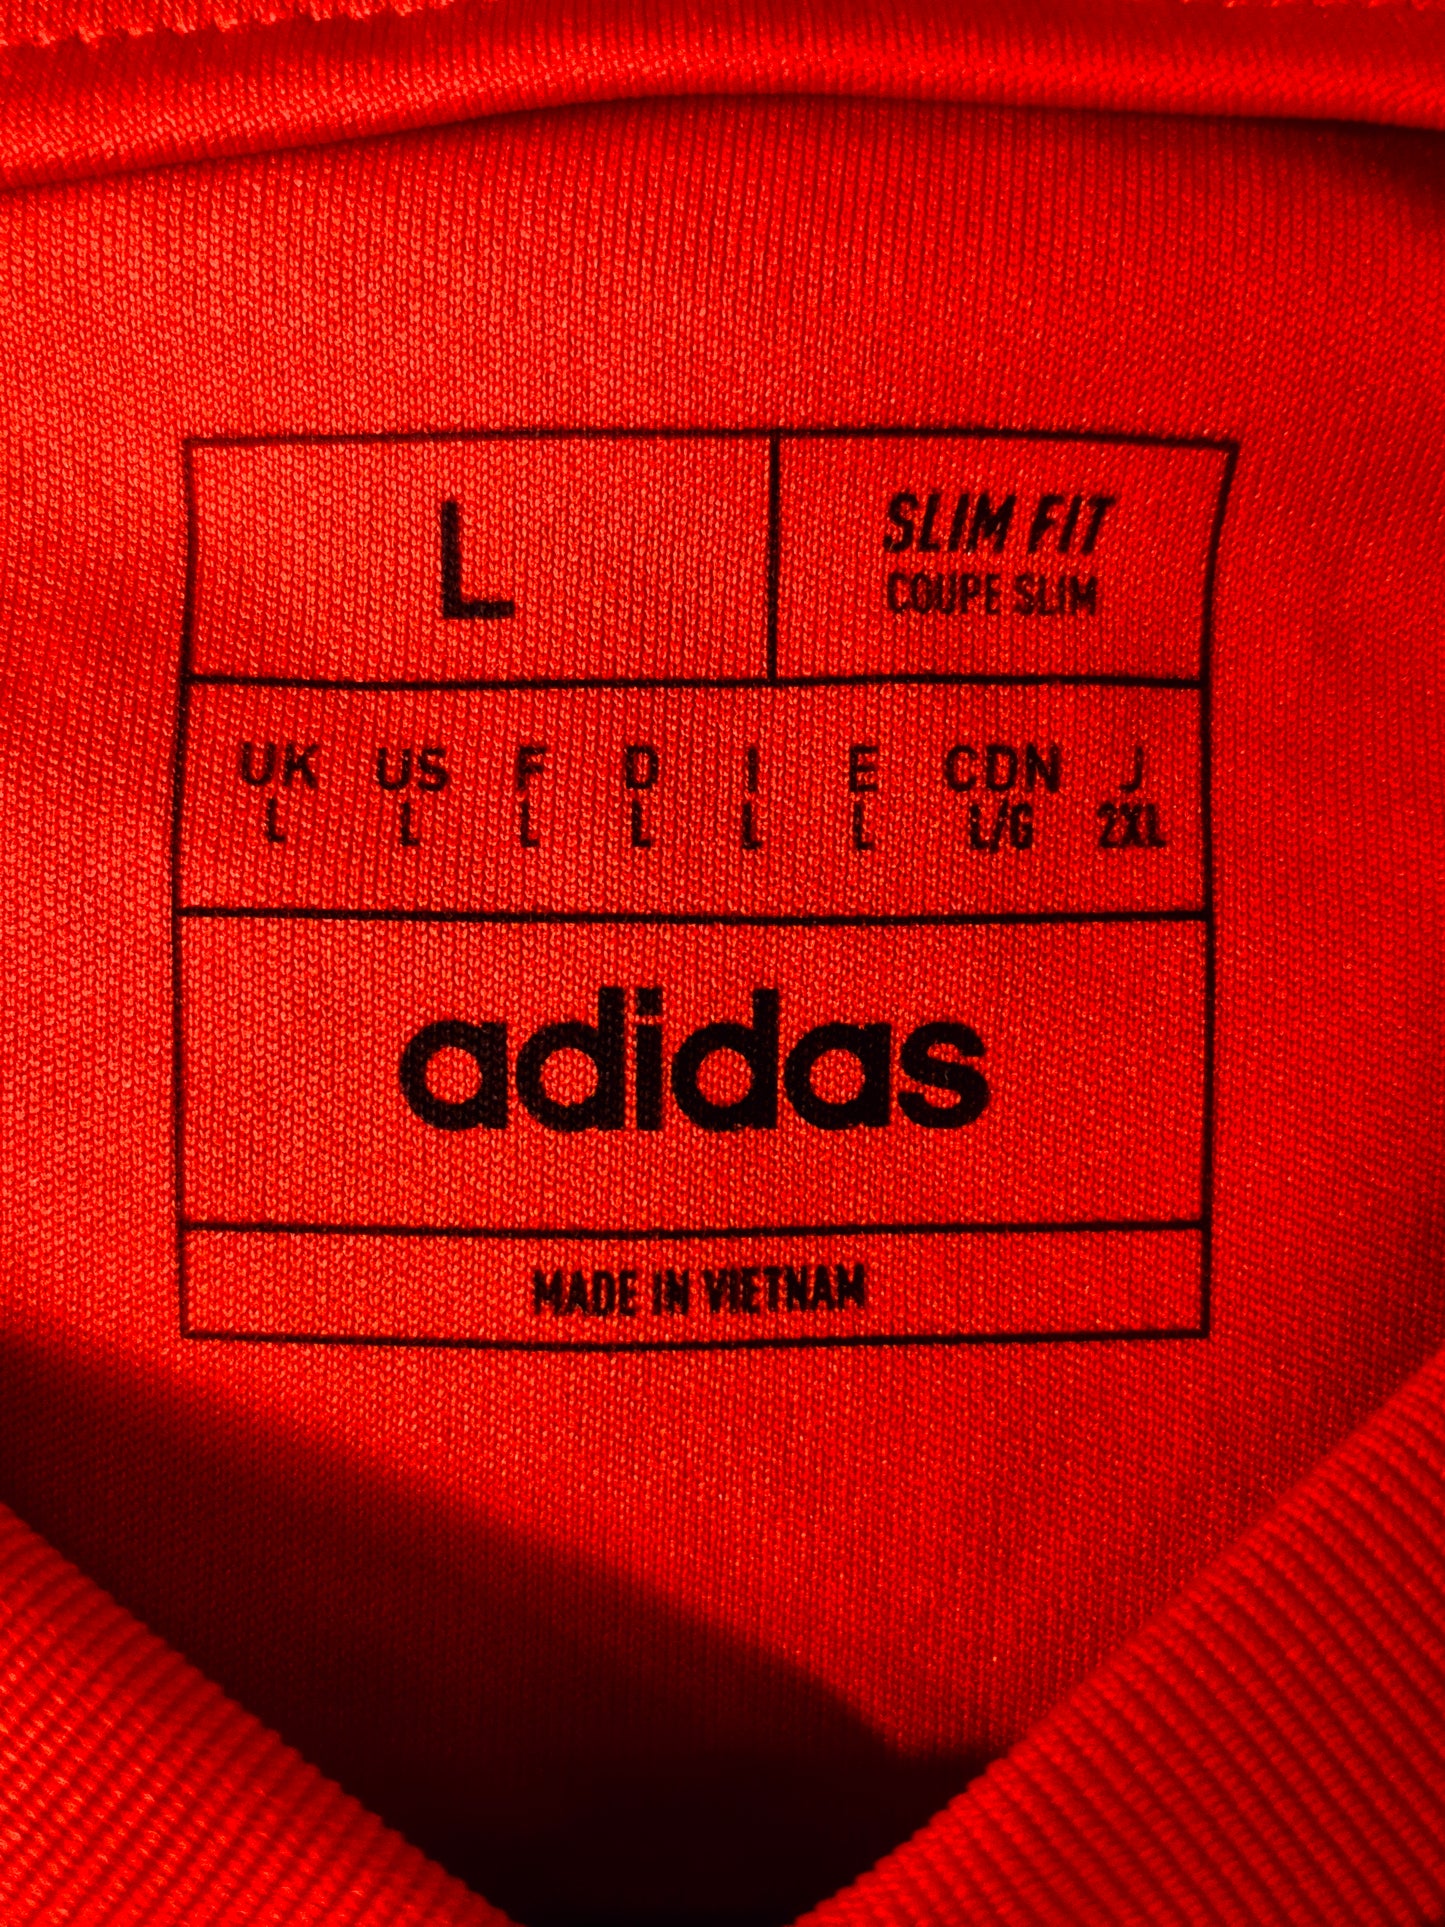 L
SLIM FIT
COUPE SLIM
UK US F D I E CDN J
L L L L L L L/G 2XL
adidas
MADE IN VIETNAM